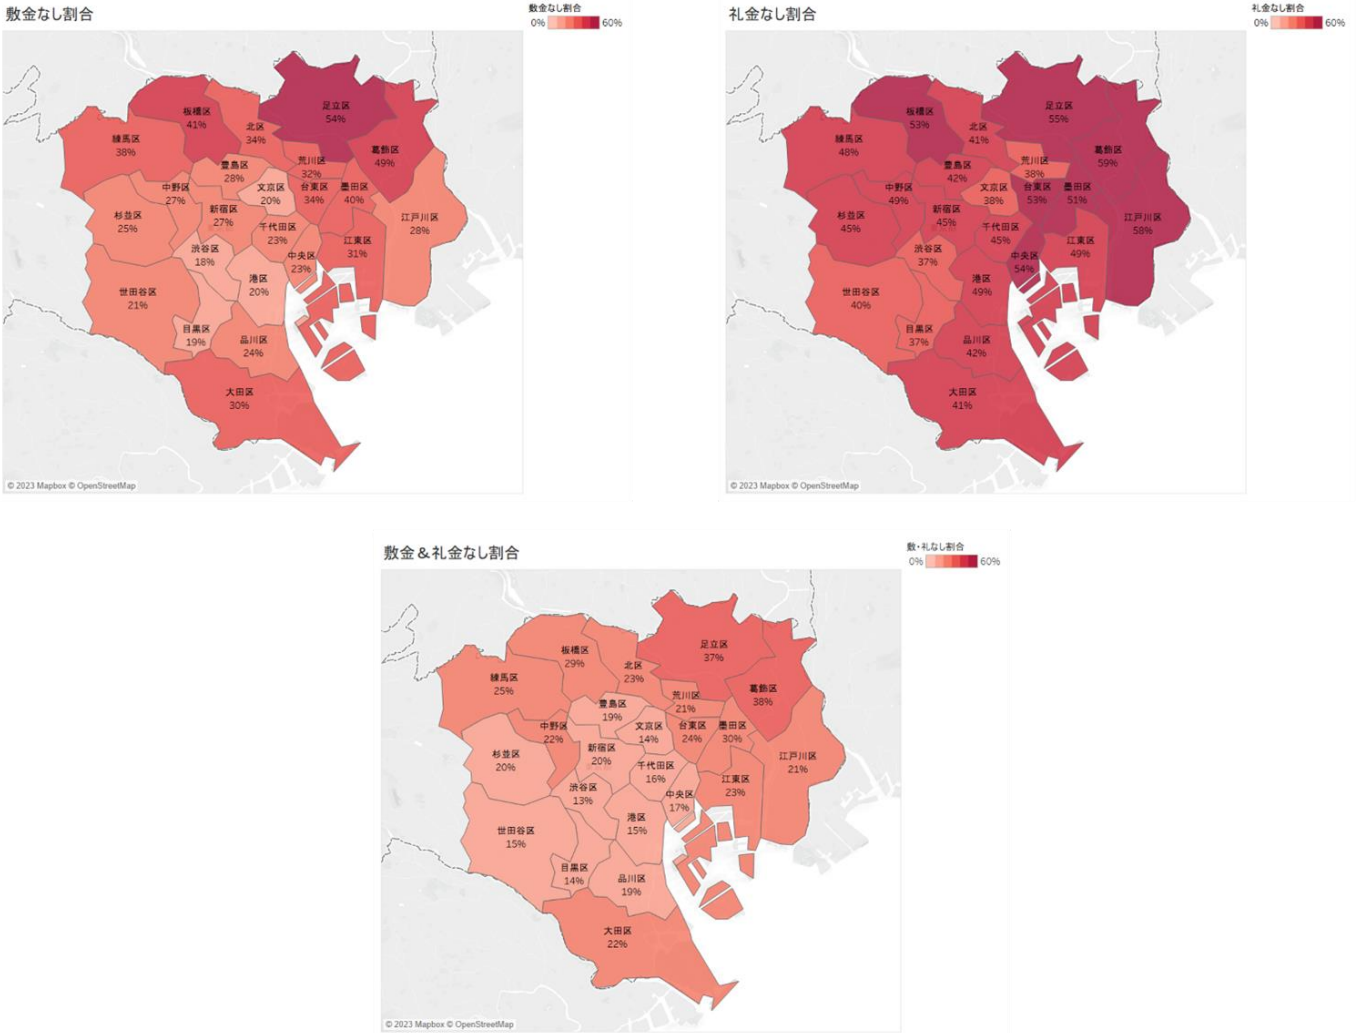 敷金なし割合
敷金なし割合
0% 60%
足立区
54%
板橋区
41%
北区
34%
練馬区
38%
葛飾区
49%
荒川区
32%
豊島区
28%
中野区
27%
文京区
20%
台東区
34%
墨田区
40%
杉並区
25%
新宿区
27%
江戸川区
28%
千代田区
23%
渋谷区
18%
江東区
31%
中央区
23%
港区
20%
世田谷区
21%
目黒区
19%
品川区
24%
大田区
30%
© 2023 Mapbox © OpenStreetMap
礼金なし割合
礼金なし割合
0% 60%
足立区
55%
板橋区
53%
北区
41%
練馬区
48%
葛飾区
59%
荒川区
38%
豊島区
42%
中野区
49%
文京区
38%
台東区
53%
墨田区
51%
杉並区
45%
新宿区
45%
江戸川区
58%
千代田区
45%
渋谷区
37%
江東区
49%
中央区
54%
港区
49%
世田谷区
40%
目黒区
37%
品川区
42%
大田区
41%
© 2023 Mapbox © OpenStreetMap
敷金＆礼金なし割合
敷・礼なし割合
0% 60%
足立区
37%
板橋区
29%
北区
23%
練馬区
25%
葛飾区
38%
荒川区
21%
豊島区
19%
中野区
22%
文京区
14%
台東区
24%
墨田区
30%
杉並区
20%
新宿区
20%
江戸川区
21%
千代田区
16%
渋谷区
13%
江東区
23%
中央区
17%
港区
15%
世田谷区
15%
目黒区
14%
品川区
19%
大田区
22%
© 2023 Mapbox © OpenStreetMap